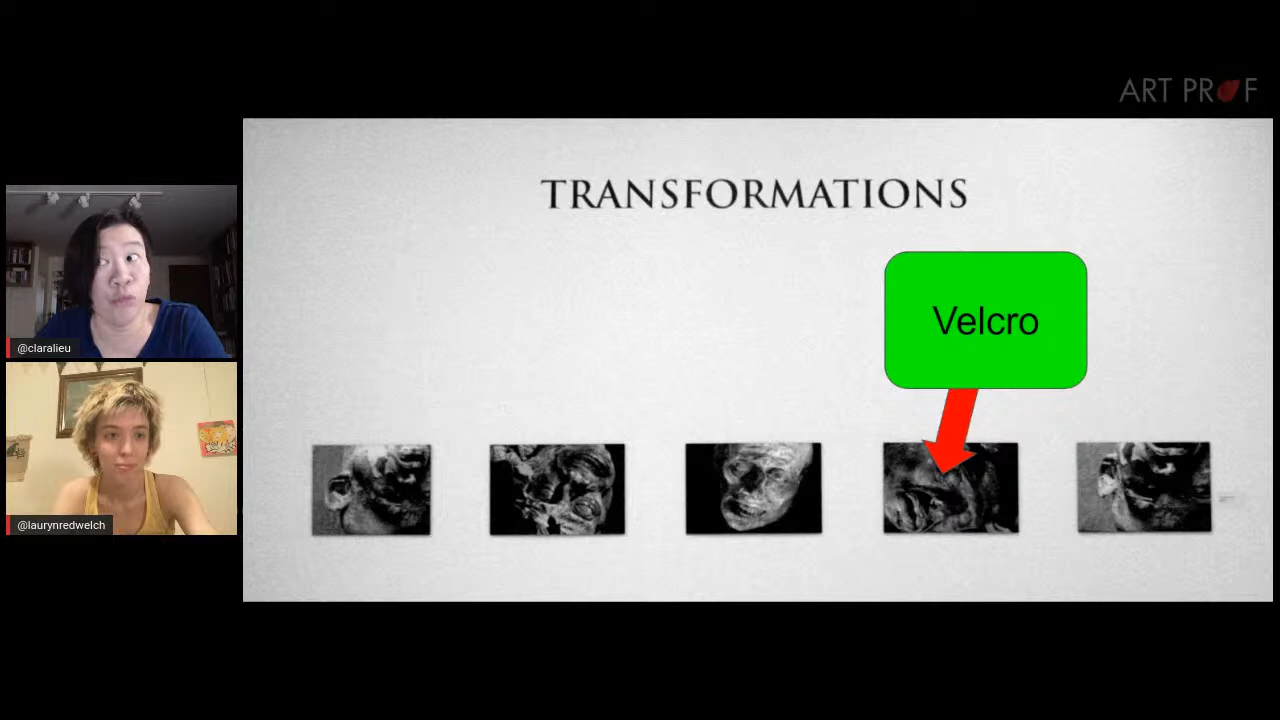 ART PROF
TRANSFORMATIONS
Velcro
@claralieu
@laurynredwelch